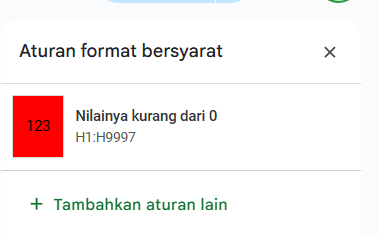 Aturan format bersyarat
123
Nilainya kurang dari 0
H1:H9997
+ Tambahkan aturan lain